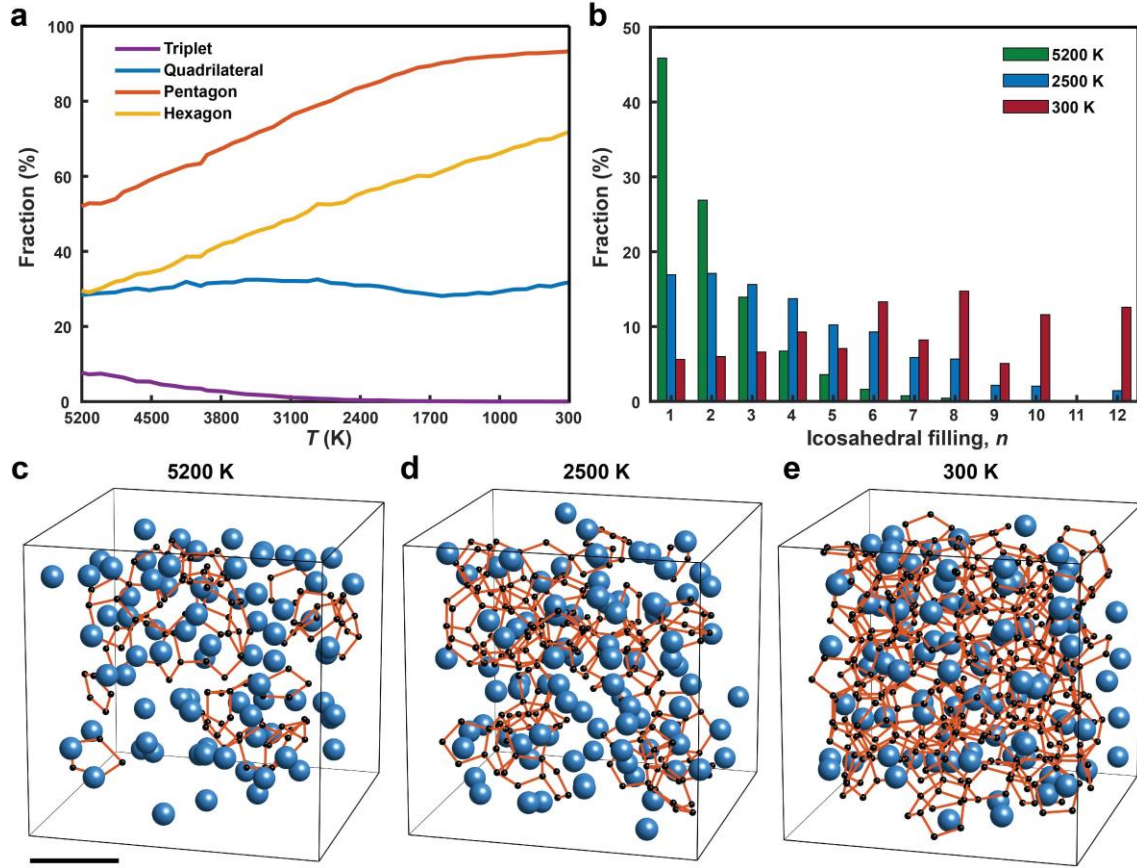 a
100
80
60
40
20
0
Fraction (%)
Triplet
Quadrilateral
Pentagon
Hexagon
5200 4500 3800 3100 2400 1700 1000 300
T (K)
b
50
40
30
20
10
0
Fraction (%)
5200 K
2500 K
300 K
1 2 3 4 5 6 7 8 9 10 11 12
Icosahedral filling, n
c 5200 K
d 2500 K
e 300 K